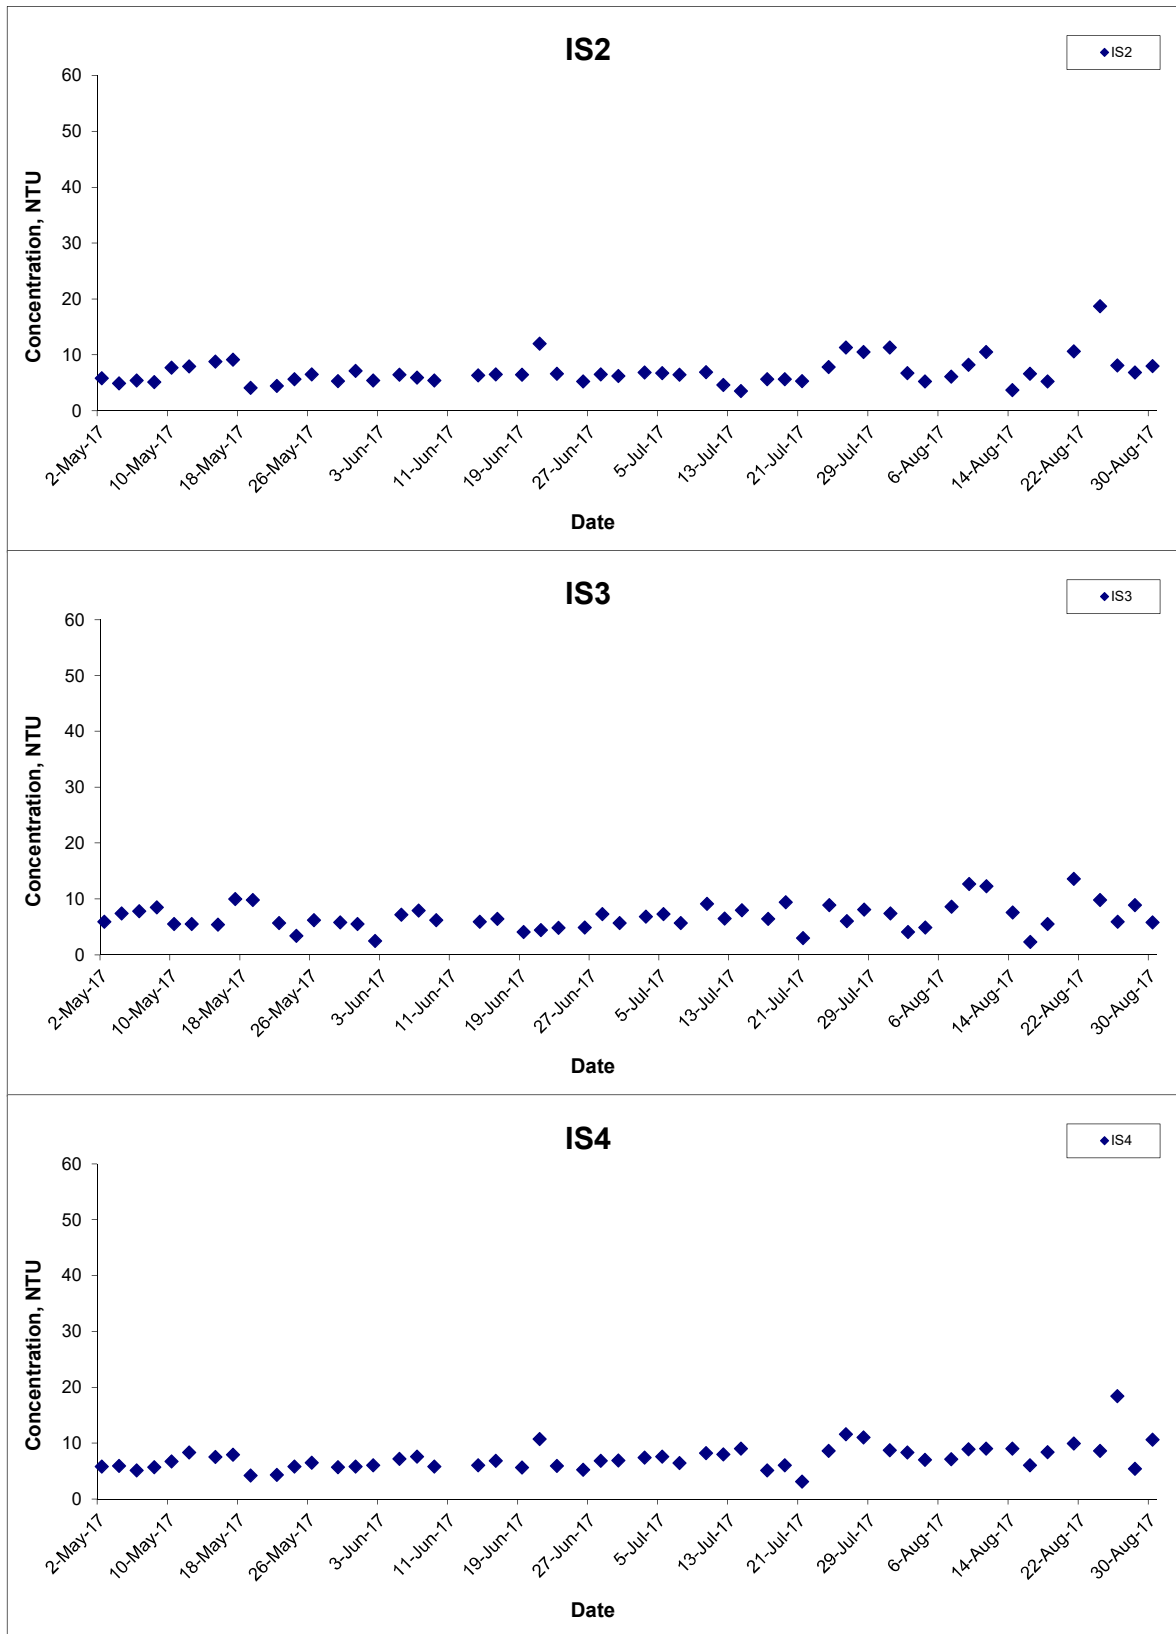 IS2
IS2
60
50
40
30
20
10
0
Concentration, NTU
2-May-17
10-May-17
18-May-17
26-May-17
3-Jun-17
11-Jun-17
19-Jun-17
27-Jun-17
5-Jul-17
13-Jul-17
21-Jul-17
29-Jul-17
6-Aug-17
14-Aug-17
22-Aug-17
30-Aug-17
Date
IS3
IS3
60
50
40
30
20
10
0
Concentration, NTU
2-May-17
10-May-17
18-May-17
26-May-17
3-Jun-17
11-Jun-17
19-Jun-17
27-Jun-17
5-Jul-17
13-Jul-17
21-Jul-17
29-Jul-17
6-Aug-17
14-Aug-17
22-Aug-17
30-Aug-17
Date
IS4
IS4
60
50
40
30
20
10
0
Concentration, NTU
2-May-17
10-May-17
18-May-17
26-May-17
3-Jun-17
11-Jun-17
19-Jun-17
27-Jun-17
5-Jul-17
13-Jul-17
21-Jul-17
29-Jul-17
6-Aug-17
14-Aug-17
22-Aug-17
30-Aug-17
Date